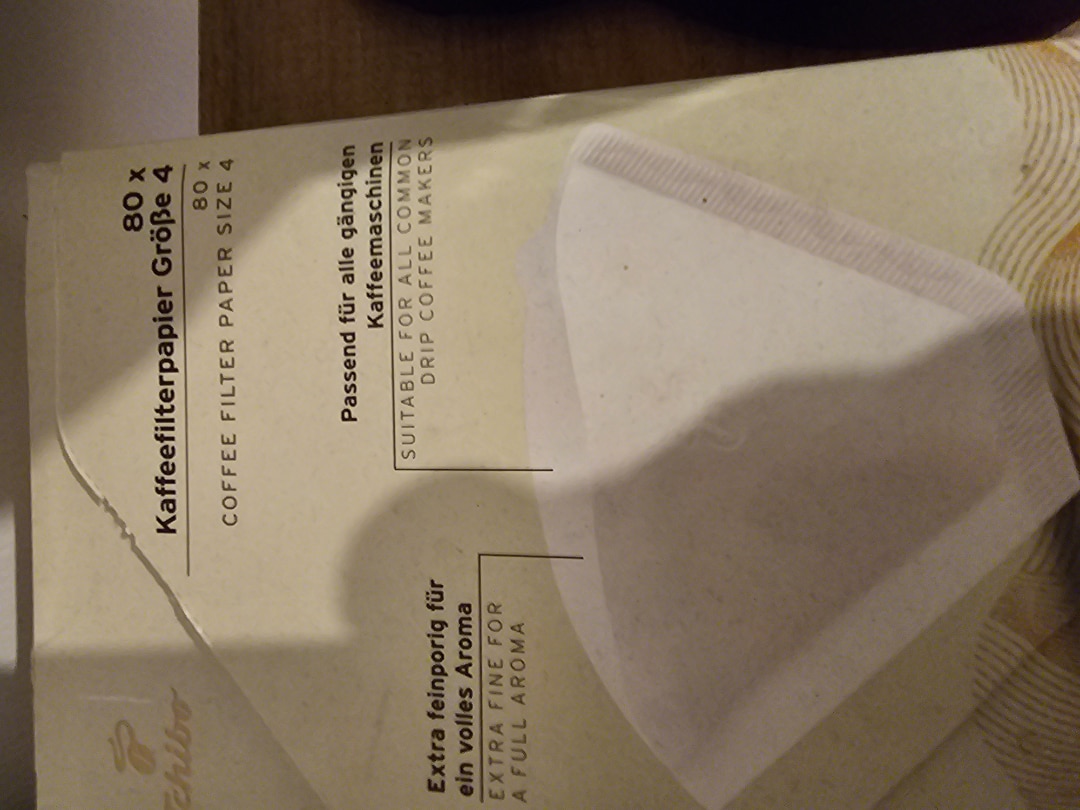 Tchibo
80 x
Kaffeefilterpapier Größe 4
80 x
COFFEE FILTER PAPER SIZE 4
Extra feinporig für
ein volles Aroma
EXTRA FINE FOR
A FULL AROMA
Passend für alle gängigen
Kaffeemaschinen
SUITABLE FOR ALL COMMON
DRIP COFFEE MAKERS